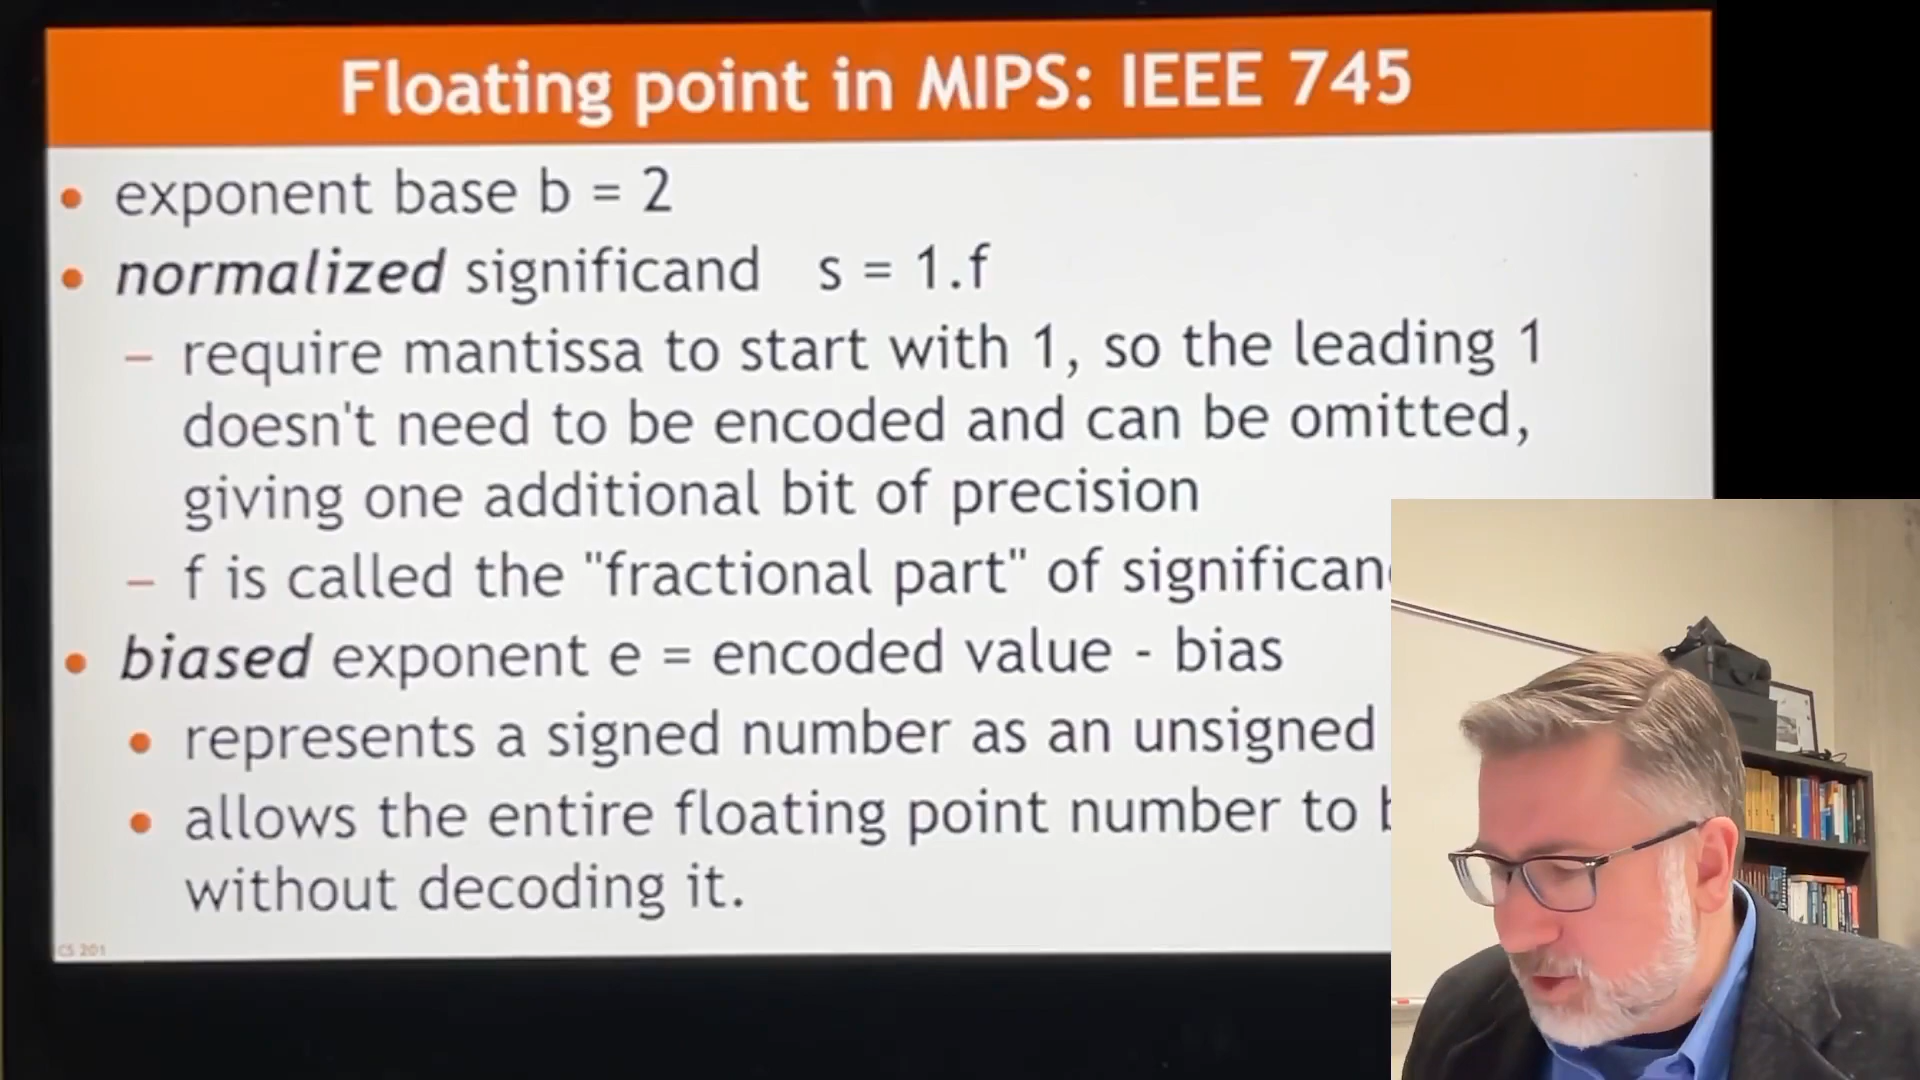 Floating point in MIPS: IEEE 745
• exponent base b = 2
• normalized significand s = 1.f
– require mantissa to start with 1, so the leading 1
doesn't need to be encoded and can be omitted,
giving one additional bit of precision
– f is called the "fractional part" of significan
• biased exponent e = encoded value - bias
• represents a signed number as an unsigned
• allows the entire floating point number to
without decoding it.
CS 201